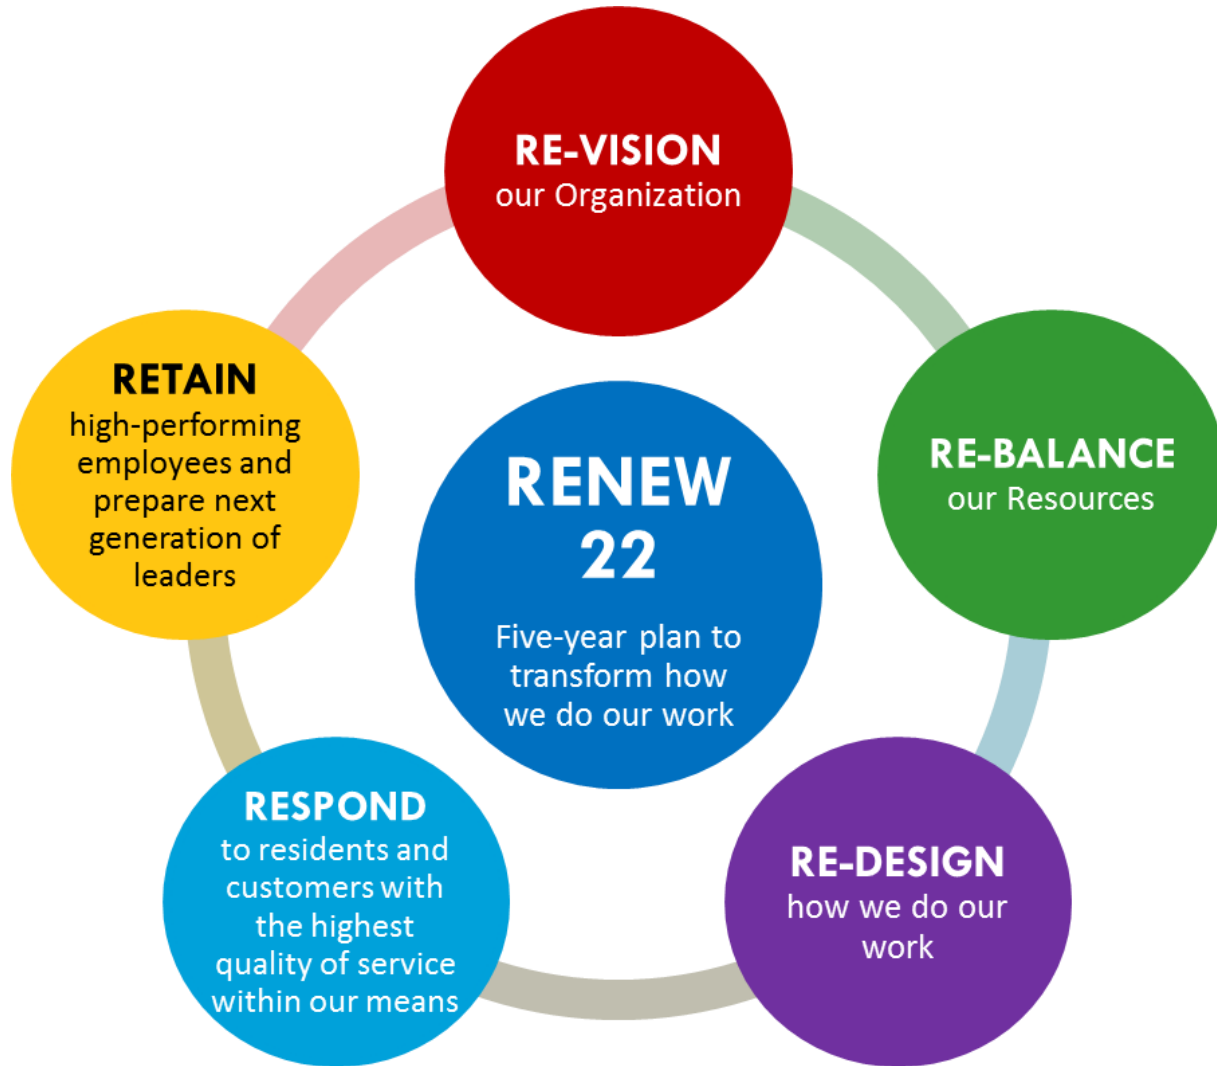 RE-VISION
our Organization
RE-BALANCE
our Resources
RE-DESIGN
how we do our
work
RESPOND
to residents and
customers with
the highest
quality of service
within our means
RETAIN
high-performing
employees and
prepare next
generation of
leaders
RENEW
22
Five-year plan to
transform how
we do our work